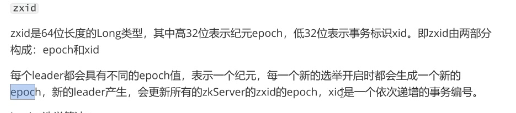 zxid
zxid是64位长度的Long类型，其中高32位表示纪元epoch，低32位表示事务标识xid。即zxid由两部分
构成：epoch和xid
每个leader都会具有不同的epoch值，表示一个纪元，每一个新的选举开启时都会生成一个新的
epoch，新的leader产生，会更新所有的zkServer的zxid的epoch，xid是一个依次递增的事务编号。